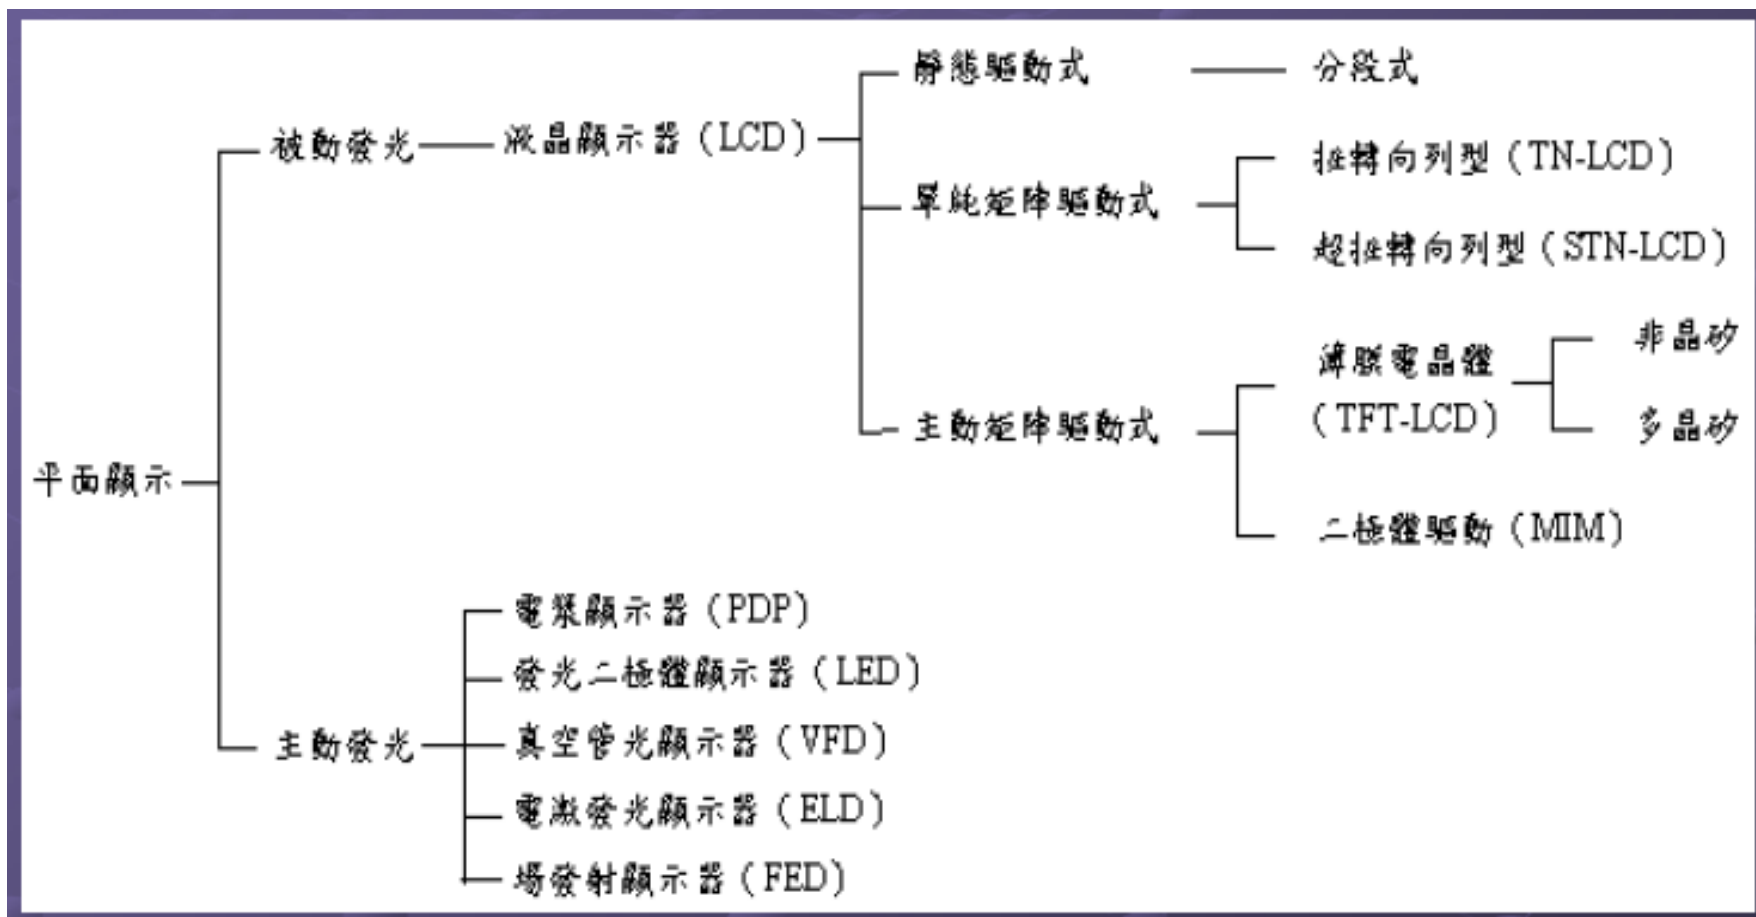 靜態驅動式 分段式
被動發光 液晶顯示器(LCD) 扭轉向列型(TN-LCD)
單純矩陣驅動式
超扭轉向列型(STN-LCD)
非晶矽
薄膜電晶體
(TFT-LCD)
主動矩陣驅動式 多晶矽
平面顯示
二極體驅動(MIM)
電漿顯示器(PDP)
發光二極體顯示器(LED)
主動發光 真空管光顯示器(VFD)
電激發光顯示器(ELD)
場發射顯示器(FED)